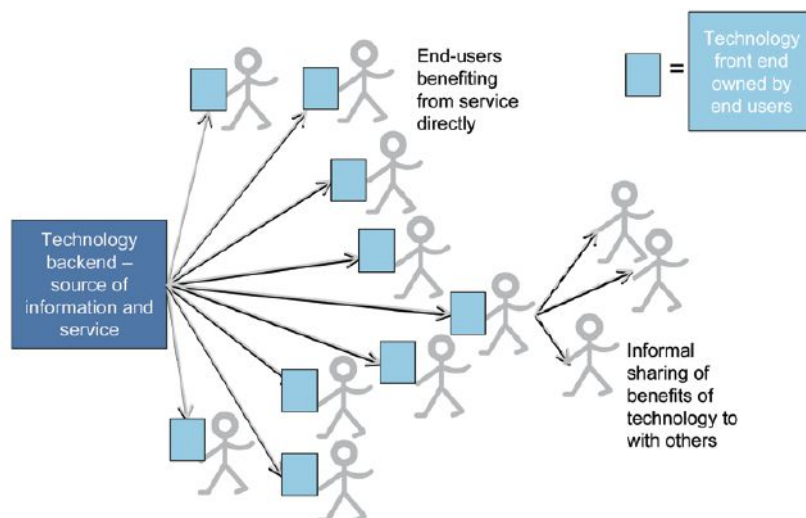 End-users
benefiting
from service
directly
=
Technology
front end
owned by
end users
Technology
backend –
source of
information and
service
Informal
sharing of
benefits of
technology to
with others